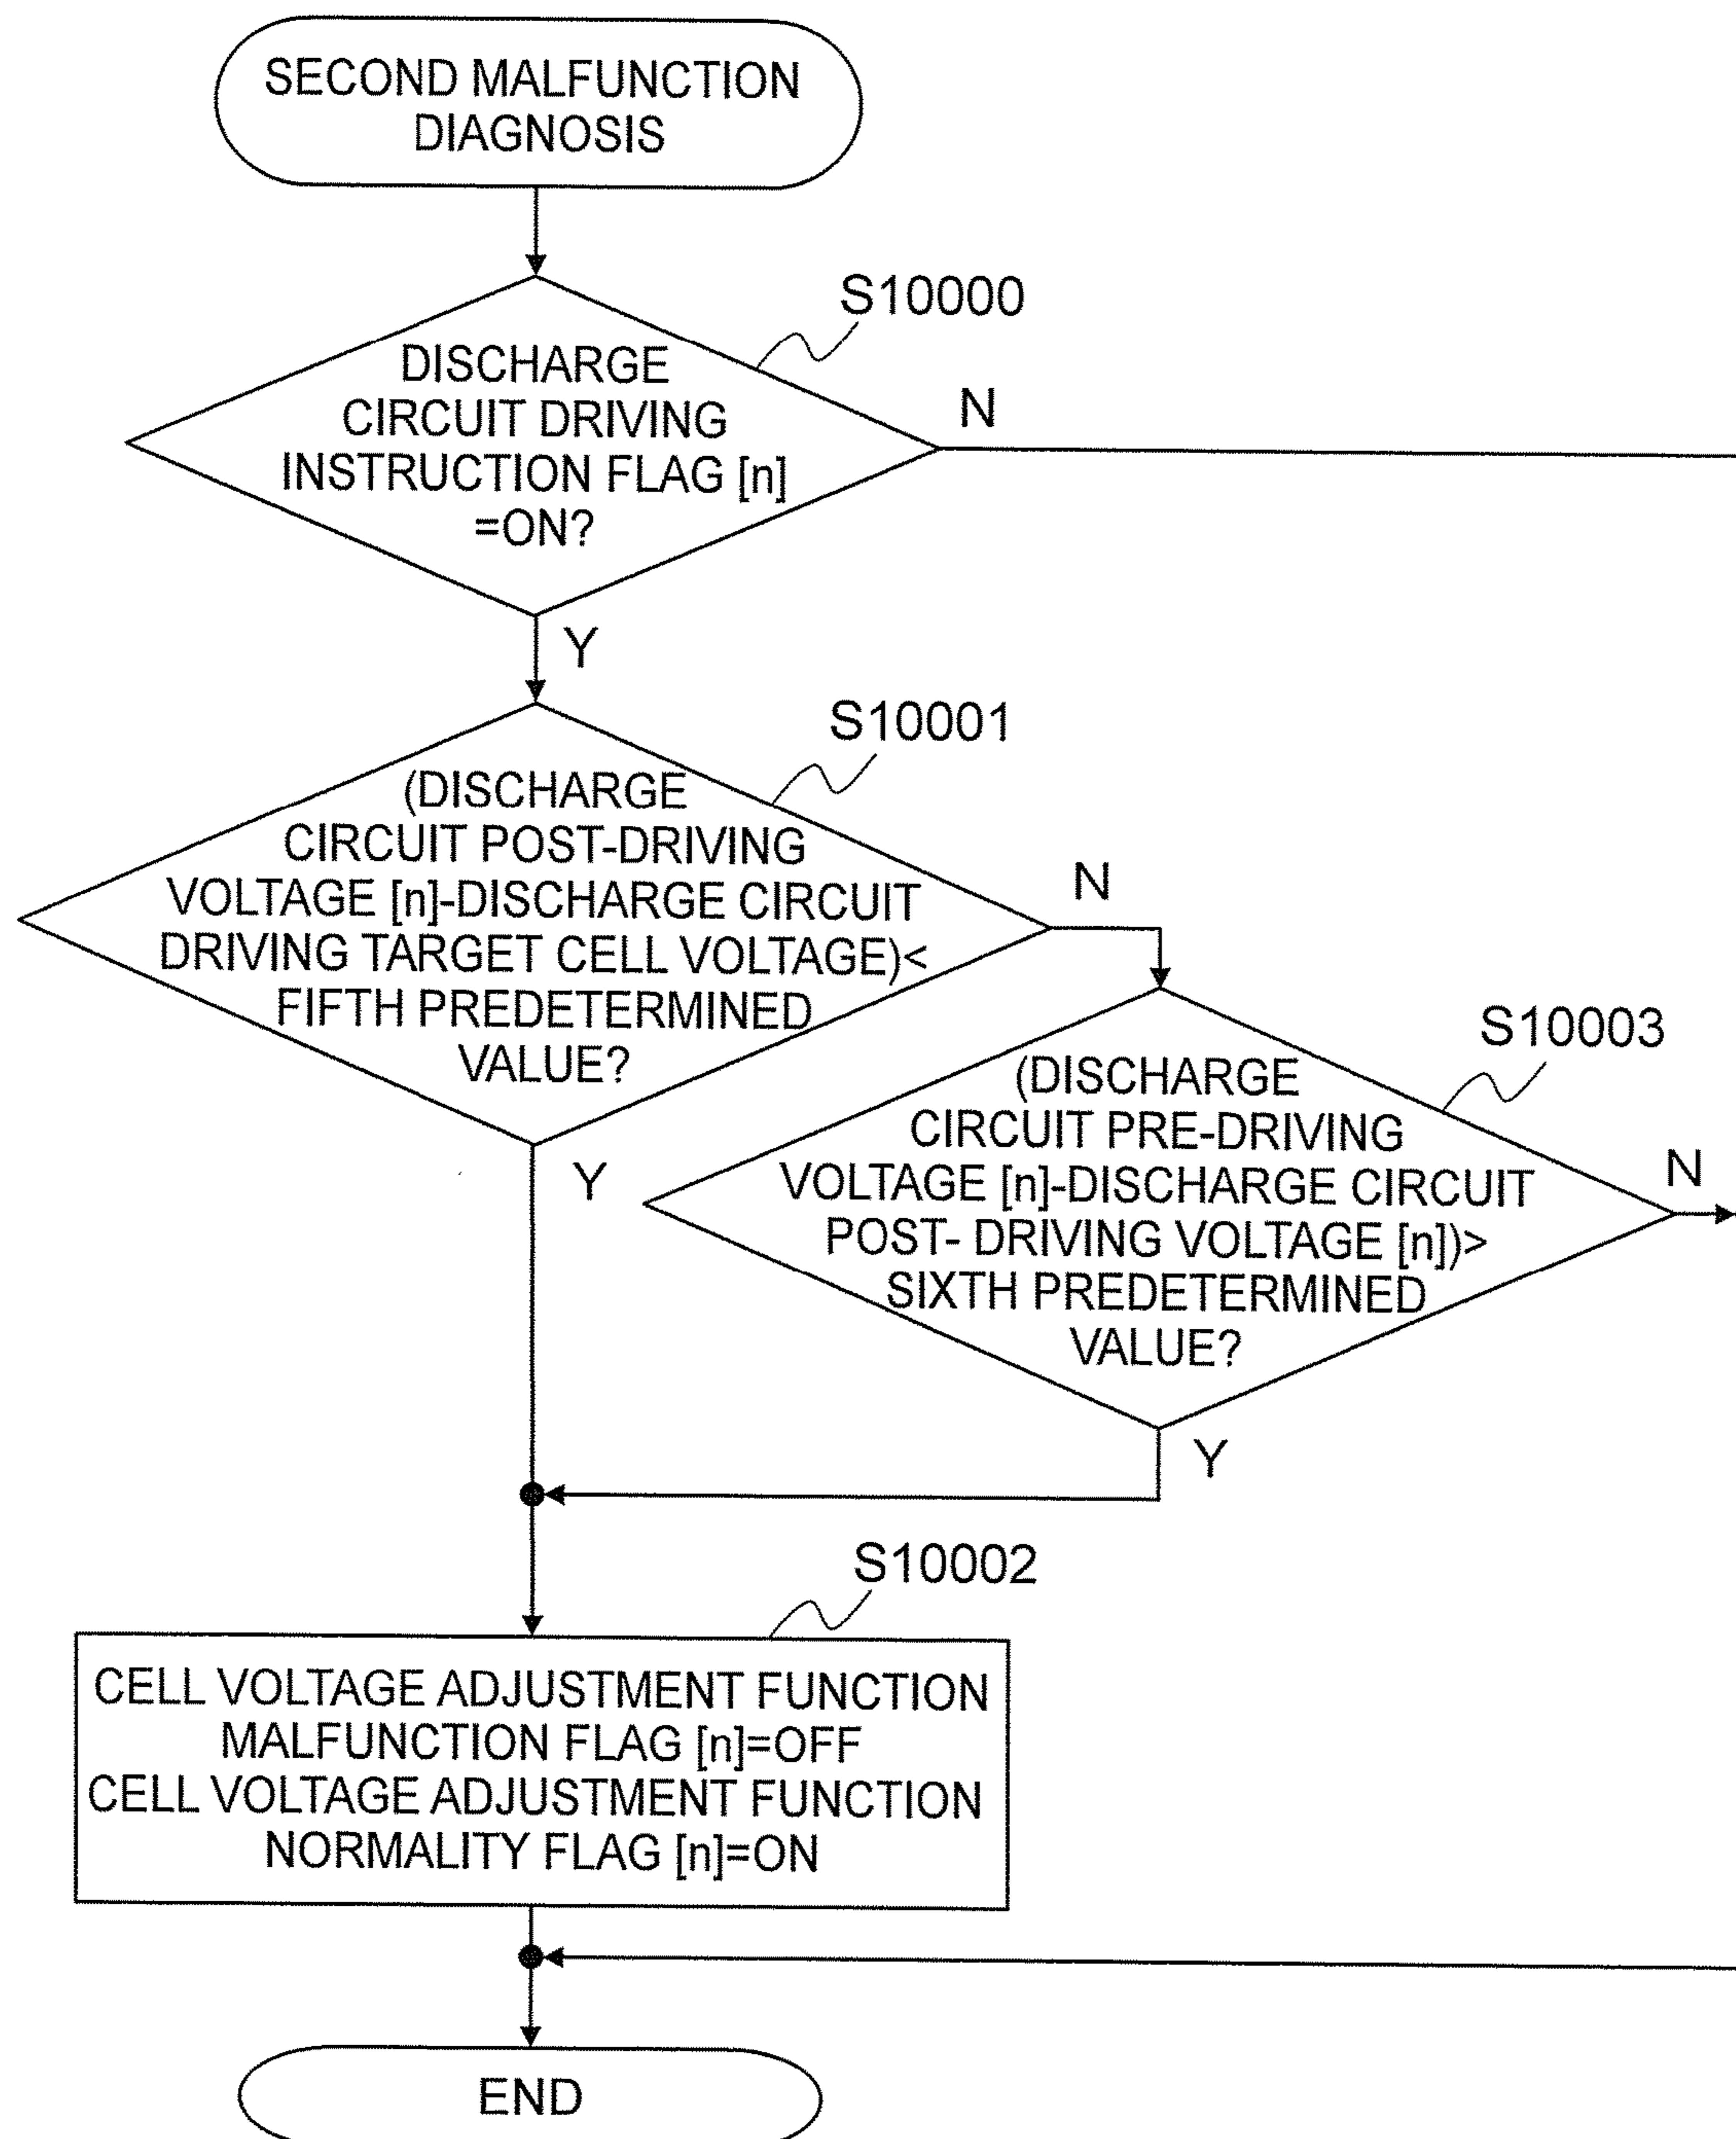 SECOND MALFUNCTION
DIAGNOSIS
S10000
DISCHARGE
CIRCUIT DRIVING
INSTRUCTION FLAG [n]
=ON?
N
Y
S10001
(DISCHARGE
CIRCUIT POST-DRIVING
VOLTAGE [n]-DISCHARGE CIRCUIT
DRIVING TARGET CELL VOLTAGE)<
FIFTH PREDETERMINED
VALUE?
N
Y
S10003
(DISCHARGE
CIRCUIT PRE-DRIVING
VOLTAGE [n]-DISCHARGE CIRCUIT
POST- DRIVING VOLTAGE [n])>
SIXTH PREDETERMINED
VALUE?
N
Y
S10002
CELL VOLTAGE ADJUSTMENT FUNCTION
MALFUNCTION FLAG [n]=OFF
CELL VOLTAGE ADJUSTMENT FUNCTION
NORMALITY FLAG [n]=ON
END